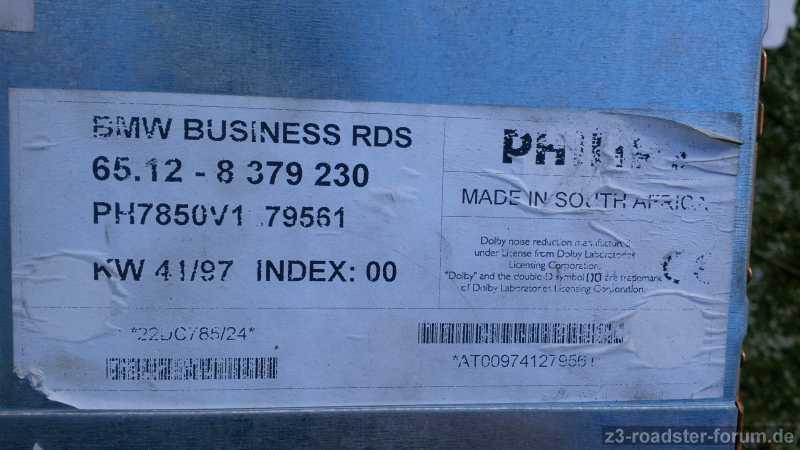 BMW BUSINESS RDS
65.12 - 8 379 230
PH7850V1 .79561
KW 41/97 INDEX: 00
*22DC785/24*
PHILIPS
MADE IN SOUTH AFRICA
Dolby noise reduction manufactured
under License from Dolby Laboratories
Licensing Corporation.
"Dolby" and the double-D symbol are trademark
of Dolby Laboratories Licensing Corporation.
CE
*AT00974127956
z3-roadster-forum.de